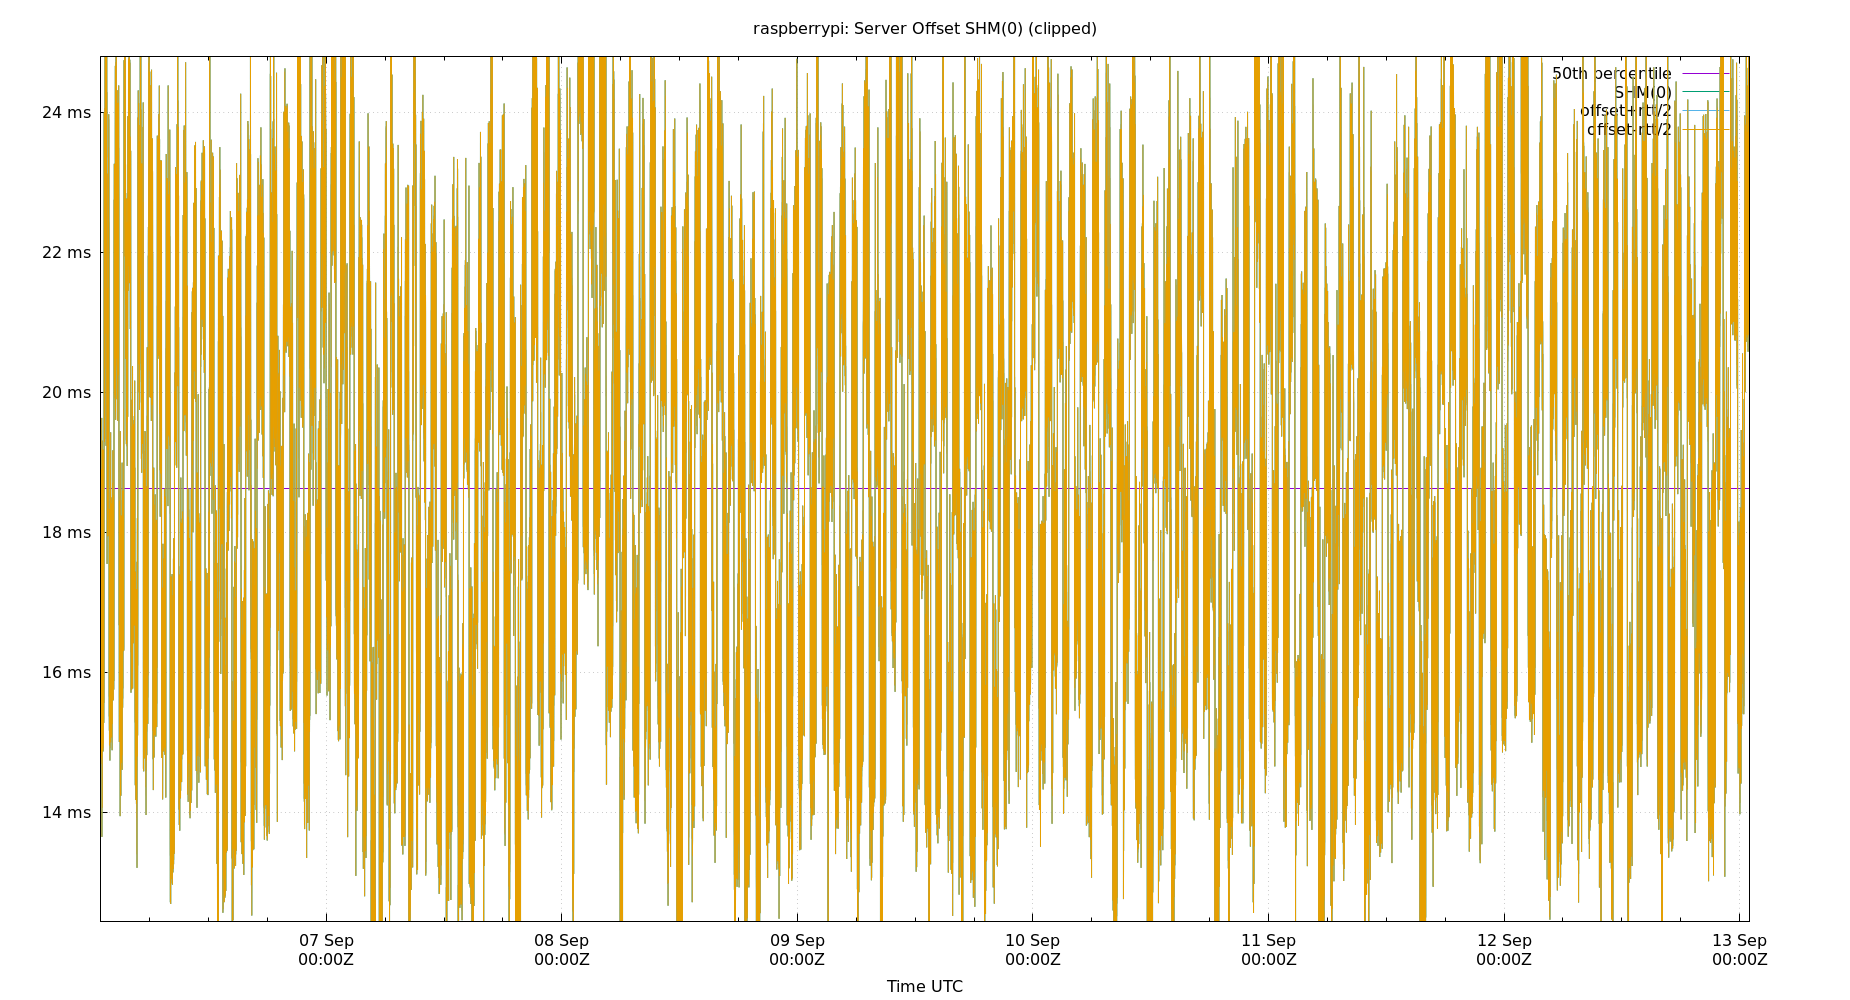 raspberrypi: Server Offset SHM(0) (clipped)
50th percentile
SHM(0)
offset+rtt/2
offset-rtt/2
24 ms
22 ms
20 ms
18 ms
16 ms
14 ms
07 Sep
00:00Z
08 Sep
00:00Z
09 Sep
00:00Z
10 Sep
00:00Z
11 Sep
00:00Z
12 Sep
00:00Z
13 Sep
00:00Z
Time UTC